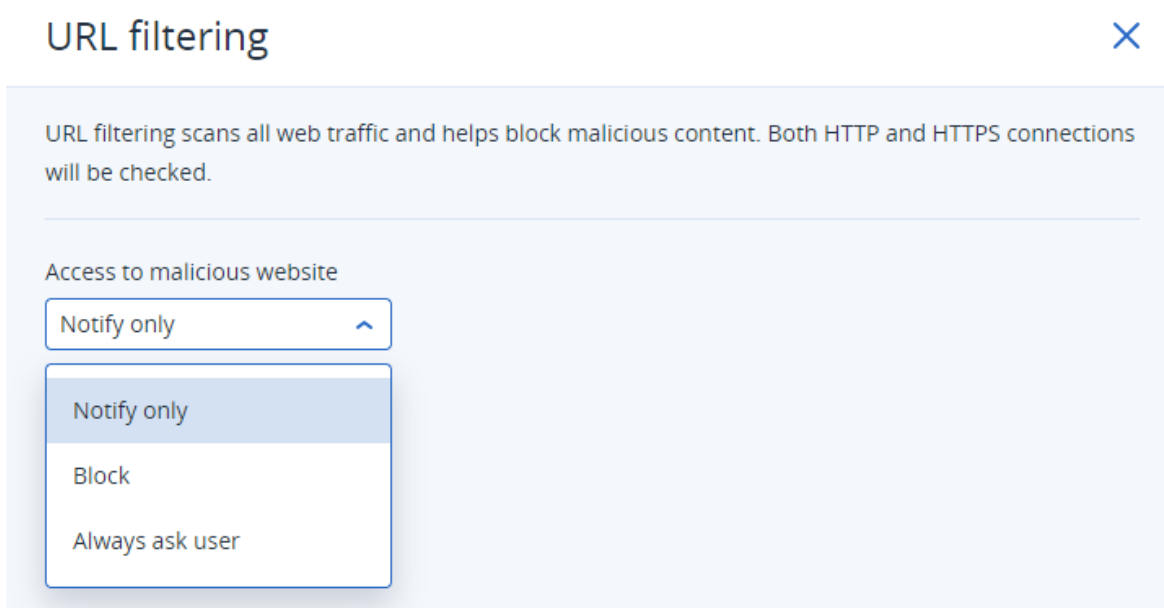 URL filtering
URL filtering scans all web traffic and helps block malicious content. Both HTTP and HTTPS connections
will be checked.
Access to malicious website
Notify only
Notify only
Block
Always ask user